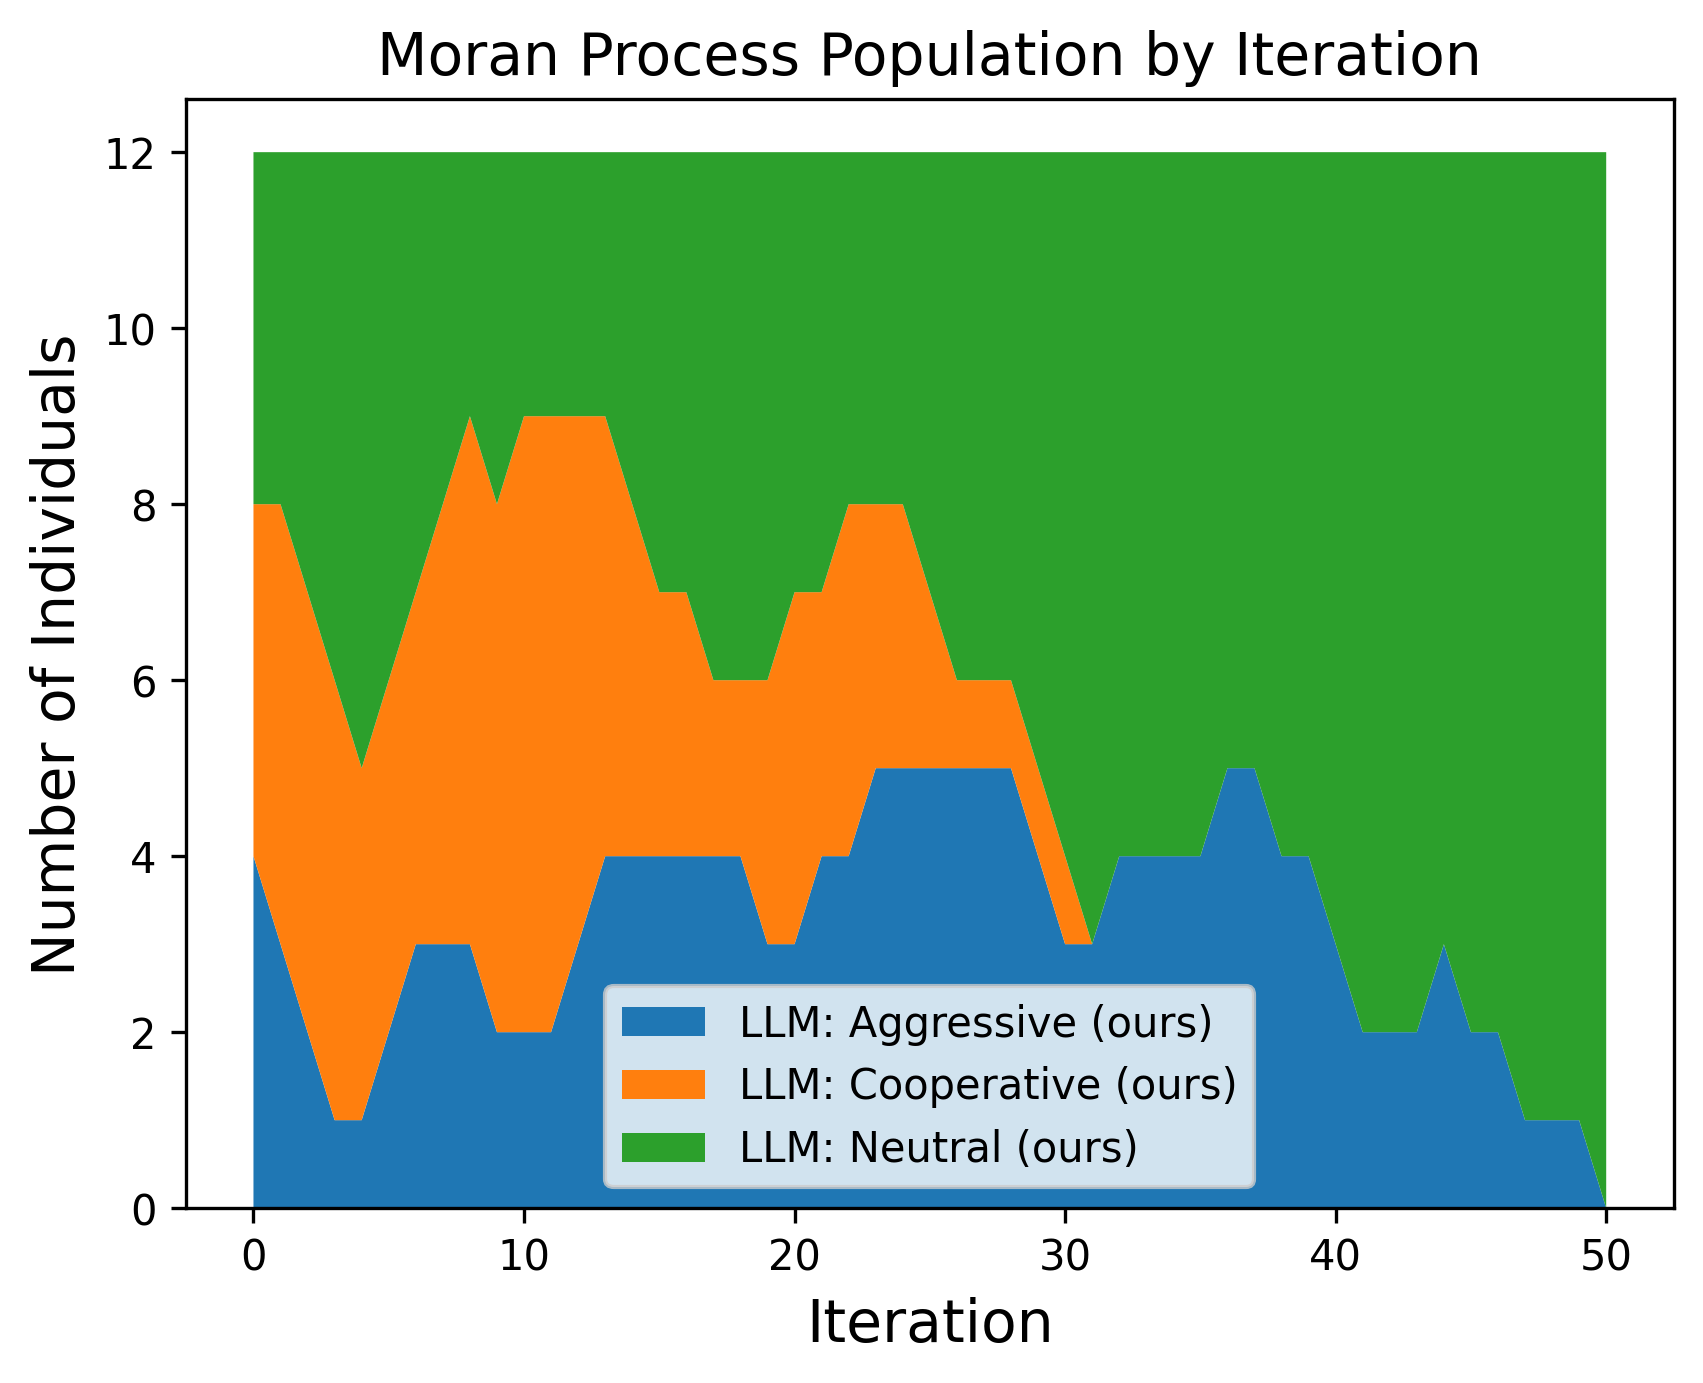 Moran Process Population by Iteration
Number of Individuals
12
10
8
6
4
2
0
LLM: Aggressive (ours)
LLM: Cooperative (ours)
LLM: Neutral (ours)
0 10 20 30 40 50
Iteration